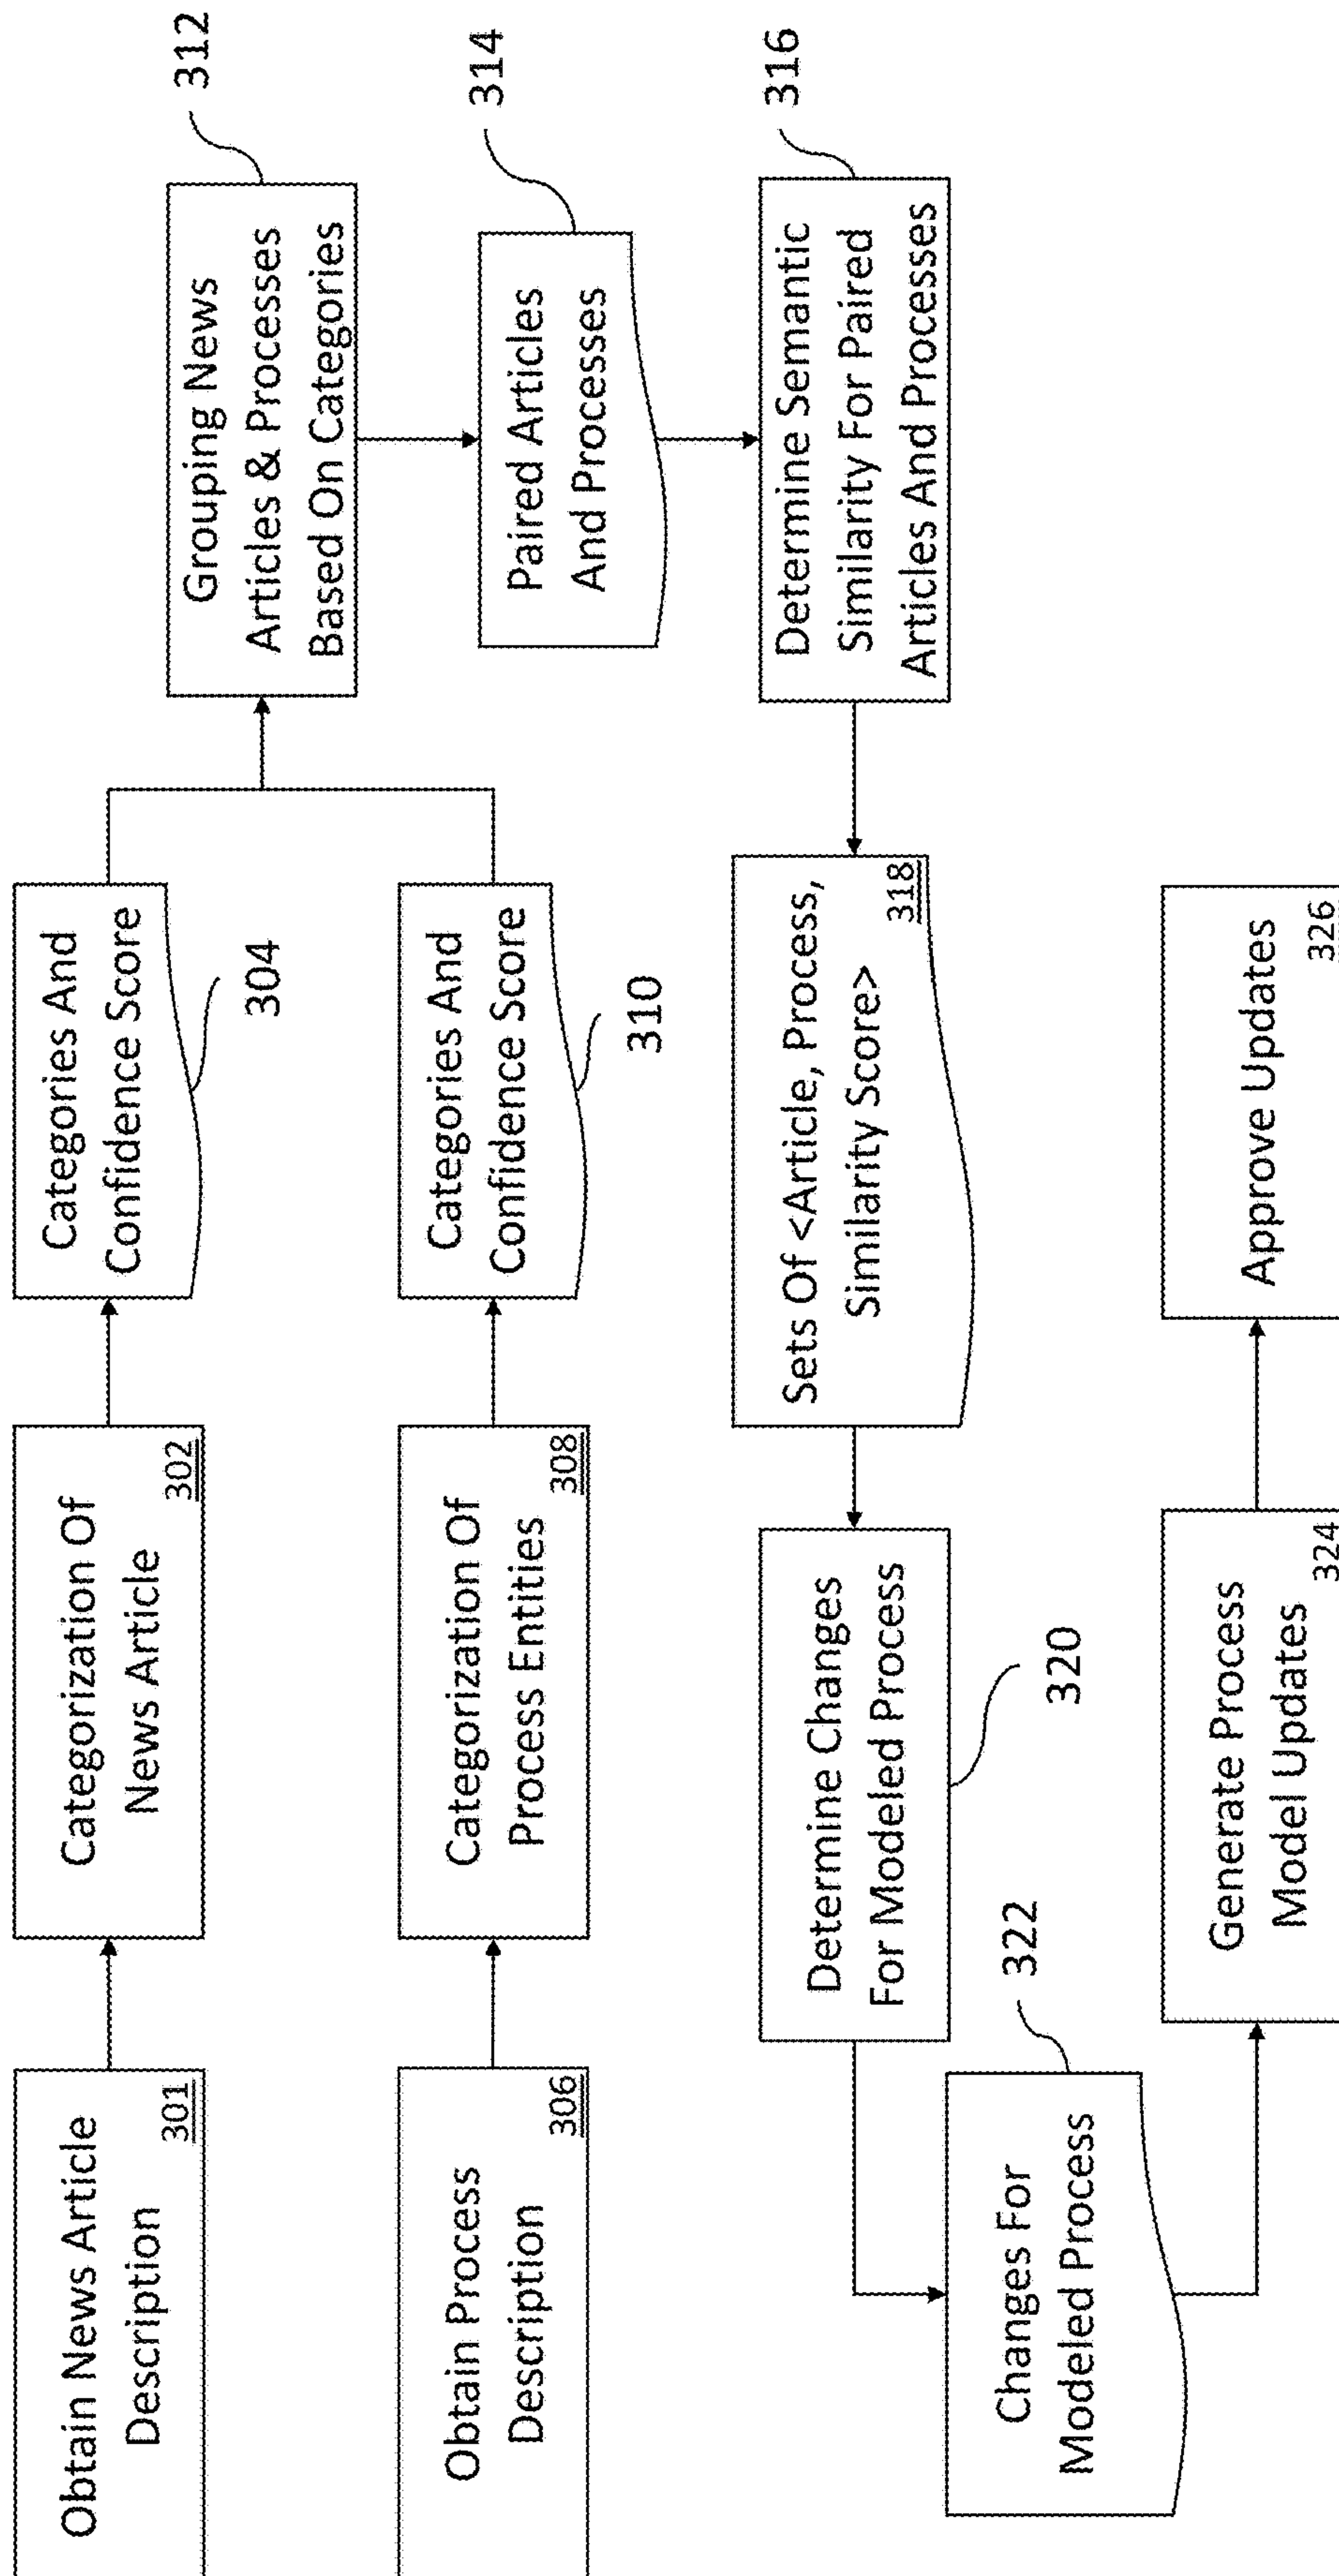 Obtain News Article
Description
301
Categorization Of
News Article
302
Categories And
Confidence Score
304
Obtain Process
Description
306
Categorization Of
Process Entities
308
Categories And
Confidence Score
310
Grouping News
Articles & Processes
Based On Categories
312
Paired Articles
And Processes
314
Determine Semantic
Similarity For Paired
Articles And Processes
316
Sets Of <Article, Process,
Similarity Score>
318
Determine Changes
For Modeled Process
320
Changes For
Modeled Process
322
Generate Process
Model Updates
324
Approve Updates
326